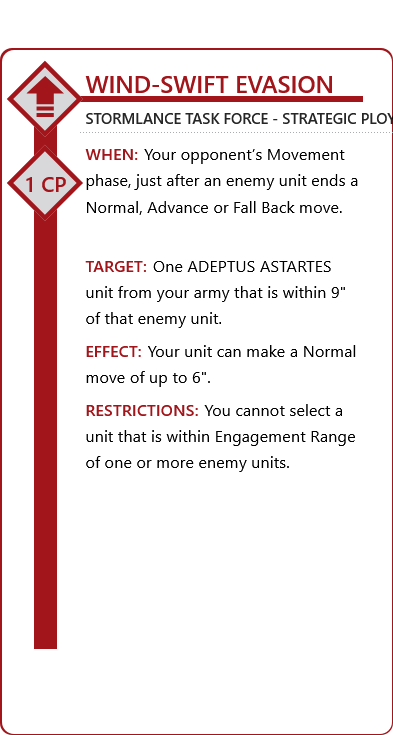 WIND-SWIFT EVASION
STORMLANCE TASK FORCE - STRATEGIC PLOY
WHEN: Your opponent’s Movement
phase, just after an enemy unit ends a
1 CP
Normal, Advance or Fall Back move.
TARGET: One ADEPTUS ASTARTES
unit from your army that is within 9"
of that enemy unit.
EFFECT: Your unit can make a Normal
move of up to 6".
RESTRICTIONS: You cannot select a
unit that is within Engagement Range
of one or more enemy units.